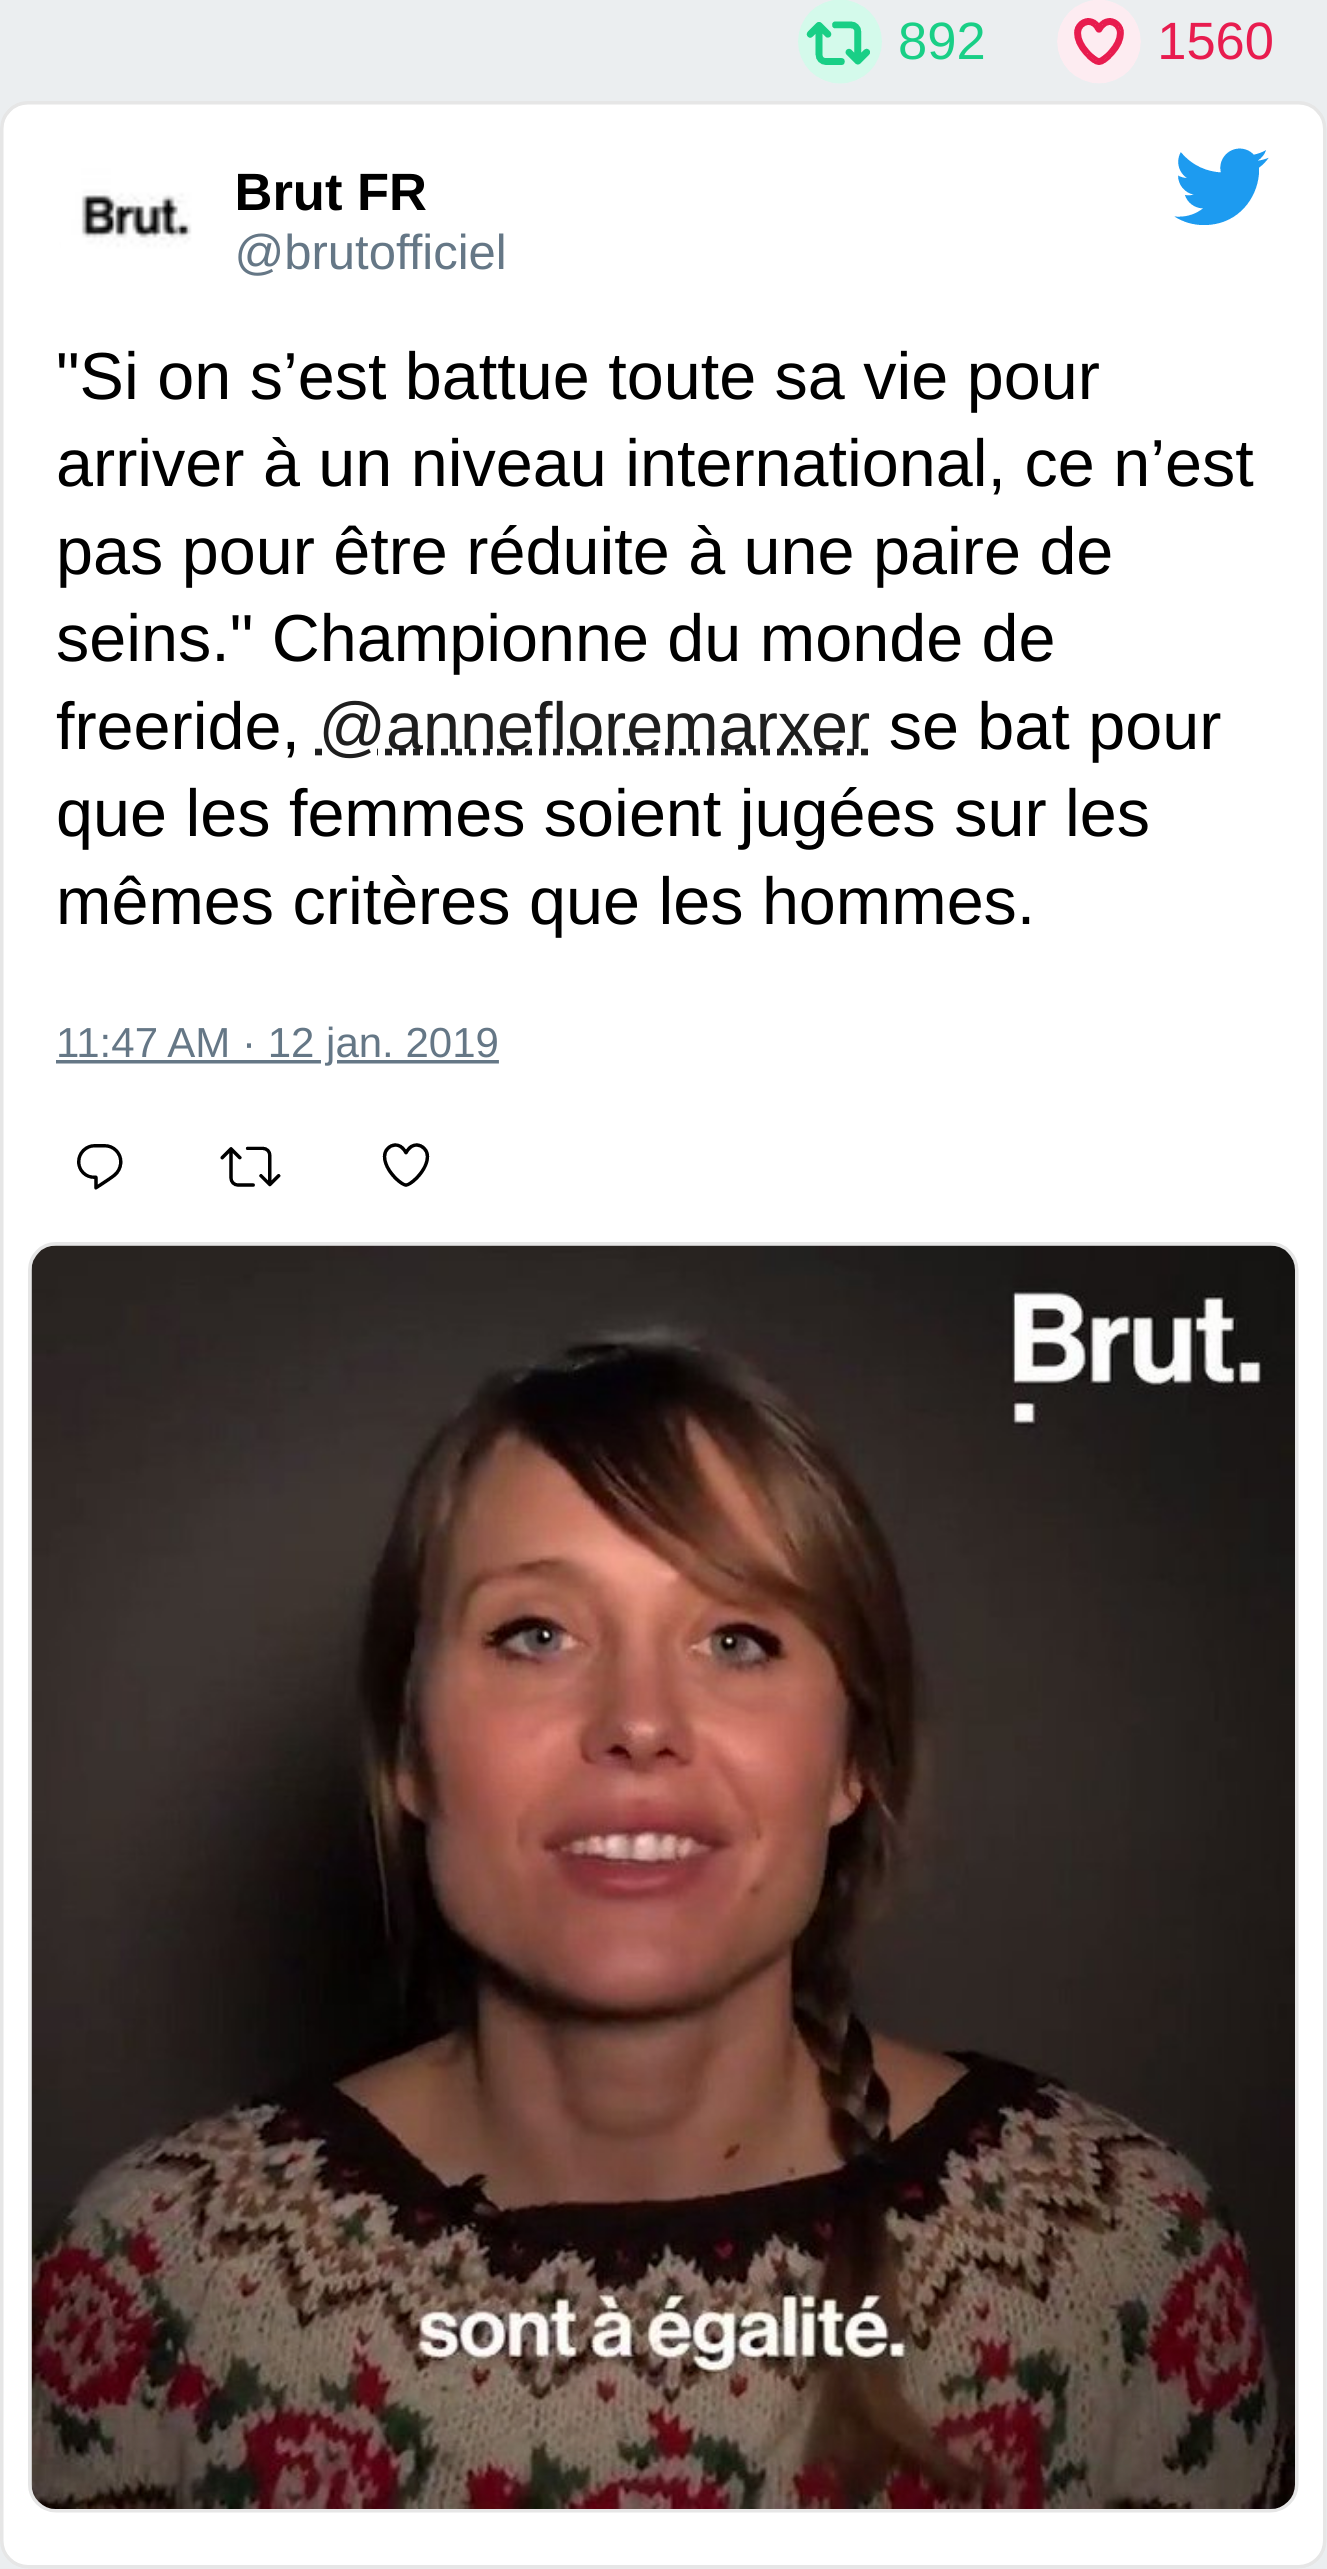 892 1560
Brut.
Brut FR
@brutofficiel
"Si on s’est battue toute sa vie pour
arriver à un niveau international, ce n’est
pas pour être réduite à une paire de
seins." Championne du monde de
freeride, @annefloremarxer se bat pour
que les femmes soient jugées sur les
mêmes critères que les hommes.
11:47 AM · 12 jan. 2019
Brut.
sont à égalité.